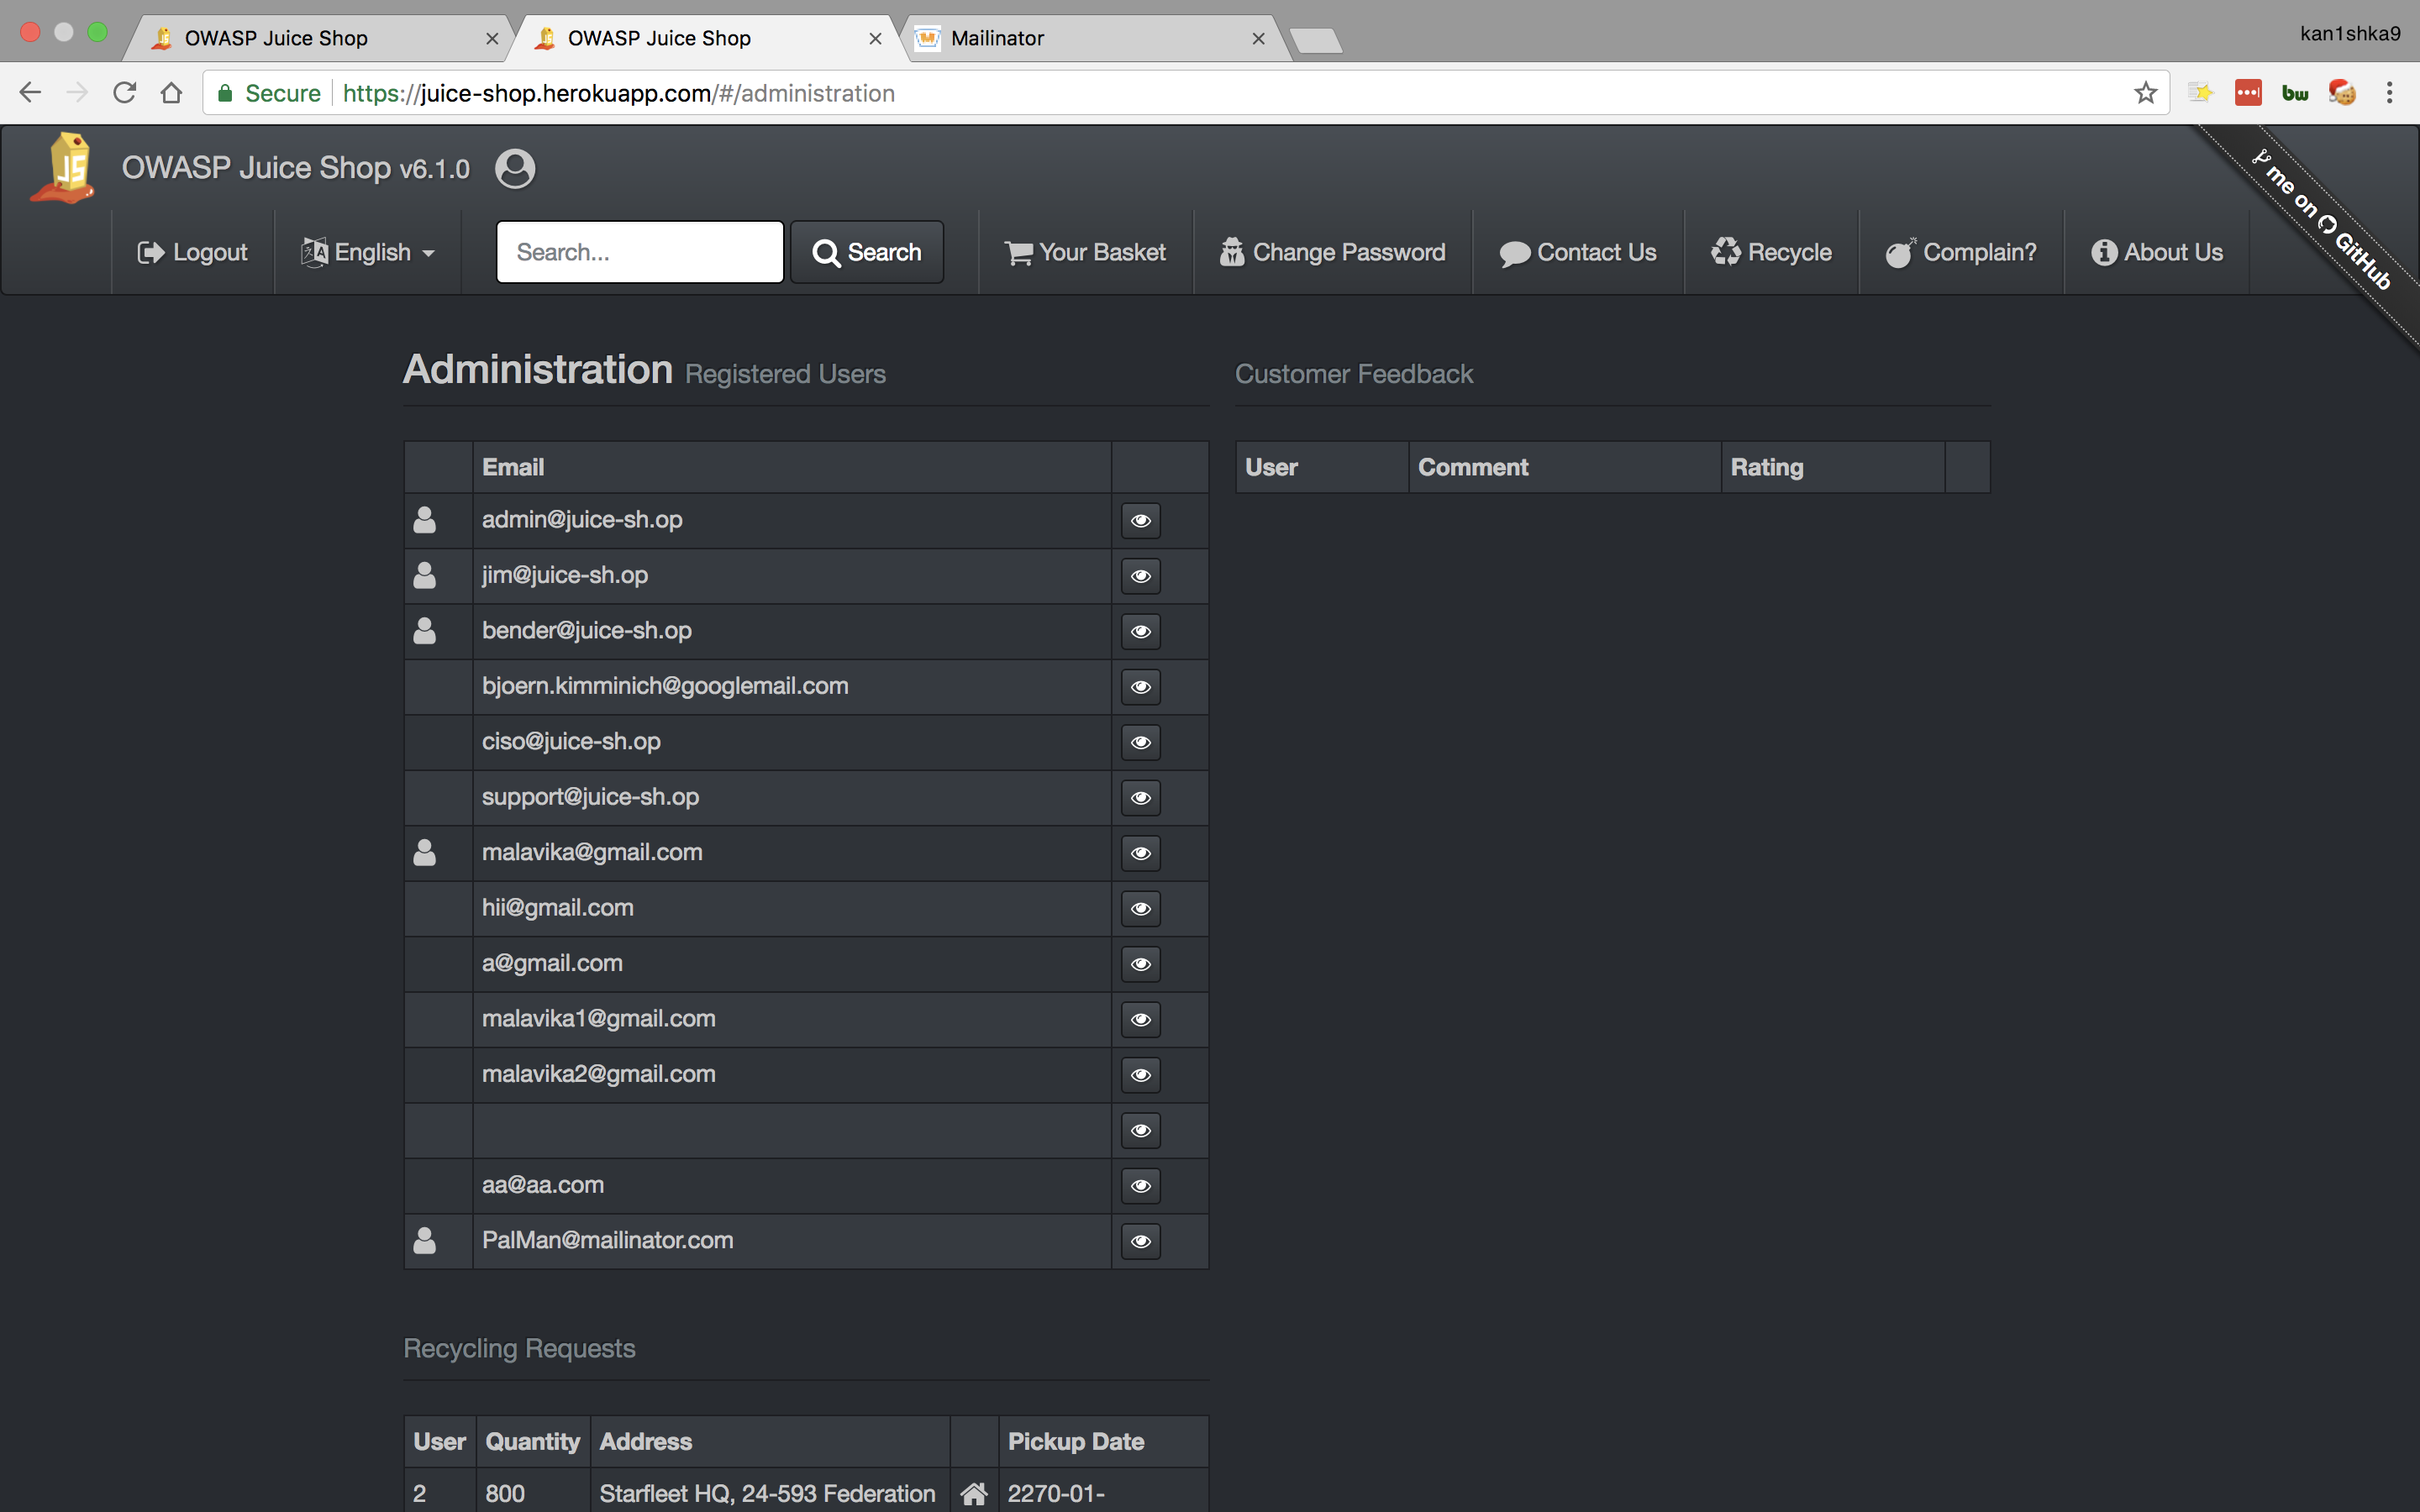 OWASP Juice Shop
OWASP Juice Shop
Mailinator
kan1shka9
Secure https://juice-shop.herokuapp.com/#/administration
bw
JS
OWASP Juice Shop v6.1.0
me on GitHub
Logout
English
Search...
Search
Your Basket
Change Password
Contact Us
Recycle
Complain?
About Us
Administration Registered Users
Email
admin@juice-sh.op
jim@juice-sh.op
bender@juice-sh.op
bjoern.kimminich@googlemail.com
ciso@juice-sh.op
support@juice-sh.op
malavika@gmail.com
hii@gmail.com
a@gmail.com
malavika1@gmail.com
malavika2@gmail.com
aa@aa.com
PalMan@mailinator.com
Customer Feedback
User Comment Rating
Recycling Requests
User Quantity Address Pickup Date
2 800 Starfleet HQ, 24-593 Federation 2270-01-